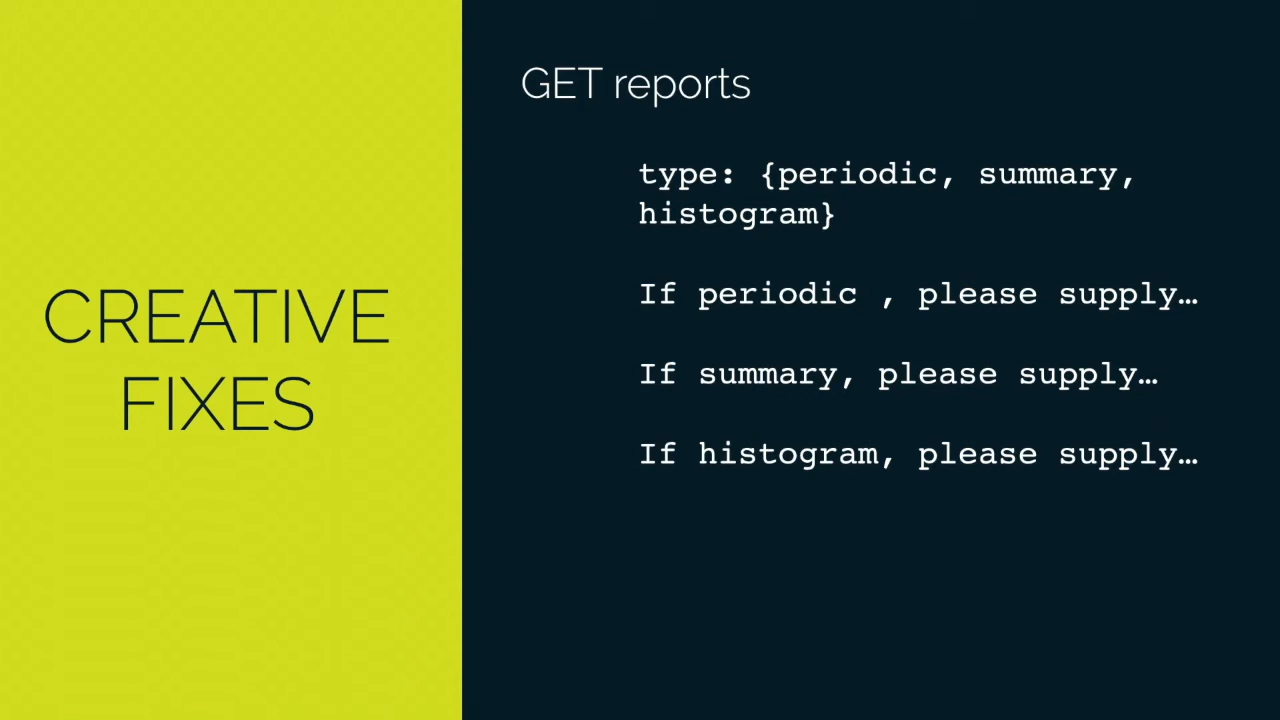 CREATIVE
FIXES
GET reports
type: {periodic, summary,
histogram}
If periodic , please supply…
If summary, please supply…
If histogram, please supply…